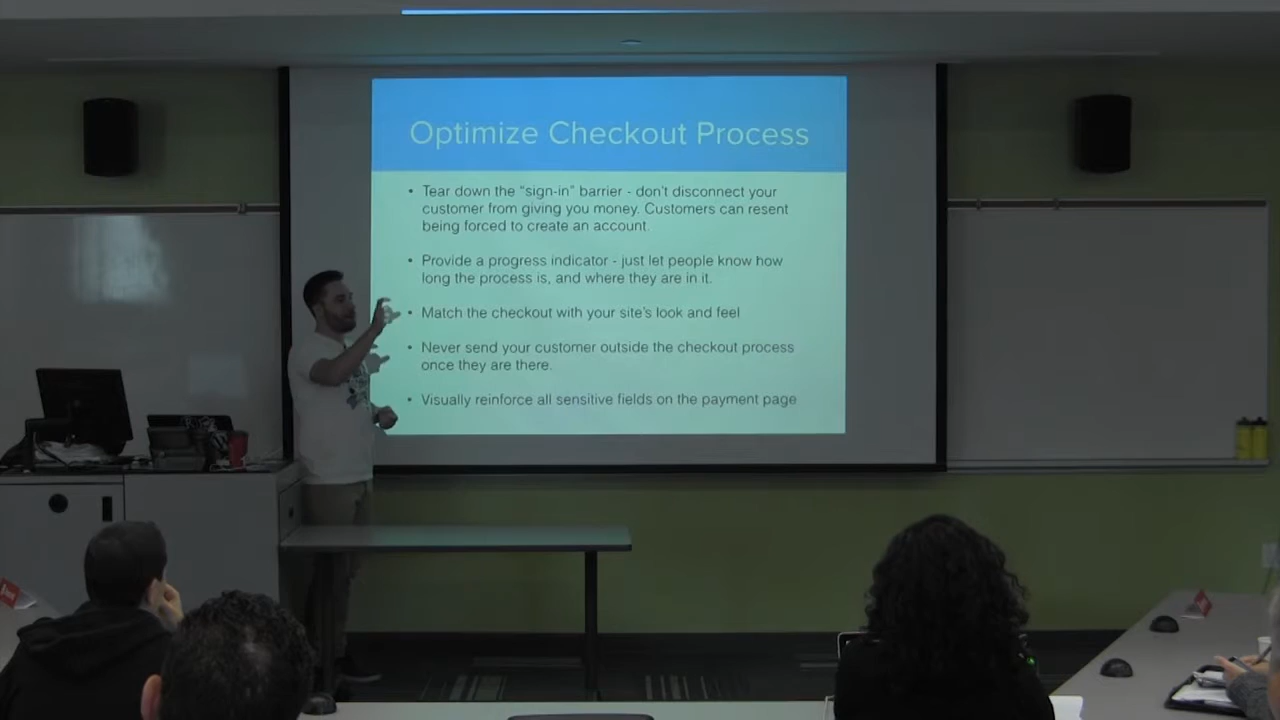 Optimize Checkout Process
• Tear down the “sign-in” barrier - don’t disconnect your
customer from giving you money. Customers can resent
being forced to create an account.
• Provide a progress indicator - just let people know how
long the process is, and where they are in it.
• Match the checkout with your site’s look and feel
• Never send your customer outside the checkout process
once they are there.
• Visually reinforce all sensitive fields on the payment page